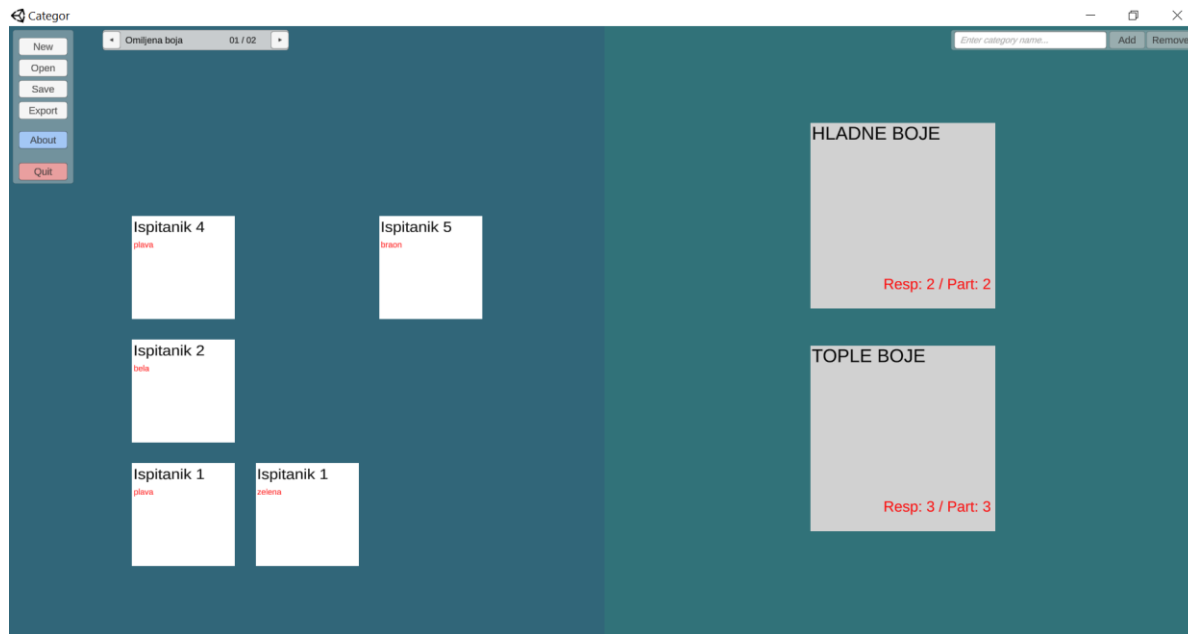 Categor
New
Open
Save
Export
About
Quit
Omiljena boja 01 / 02
Enter category name...
Add
Remove
Ispitanik 4
plava
Ispitanik 5
braon
Ispitanik 2
bela
Ispitanik 1
plava
Ispitanik 1
zelena
HLADNE BOJE
Resp: 2 / Part: 2
TOPLE BOJE
Resp: 3 / Part: 3